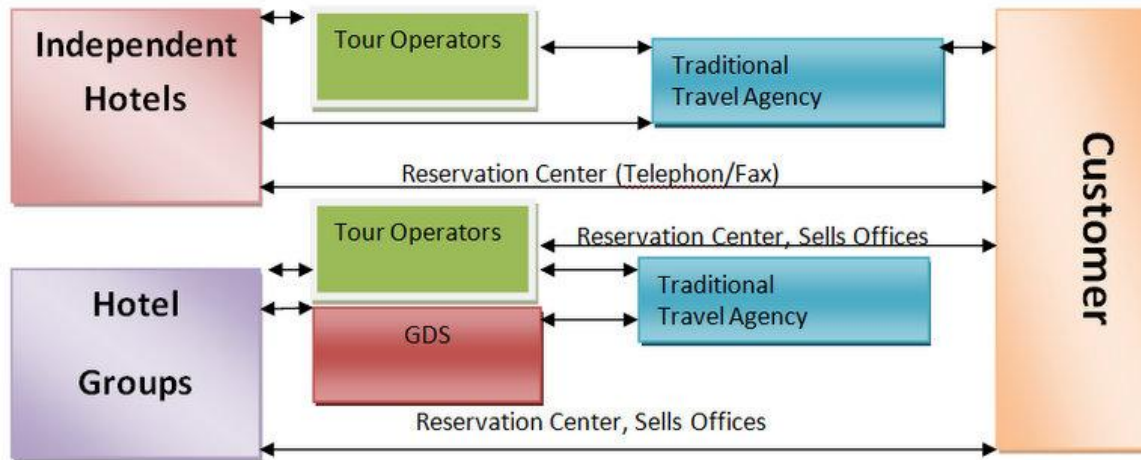 Independent
Hotels
Tour Operators
Traditional
Travel Agency
Reservation Center (Telephon/Fax)
Customer
Tour Operators
Reservation Center, Sells Offices
Hotel
Groups
Traditional
Travel Agency
GDS
Reservation Center, Sells Offices